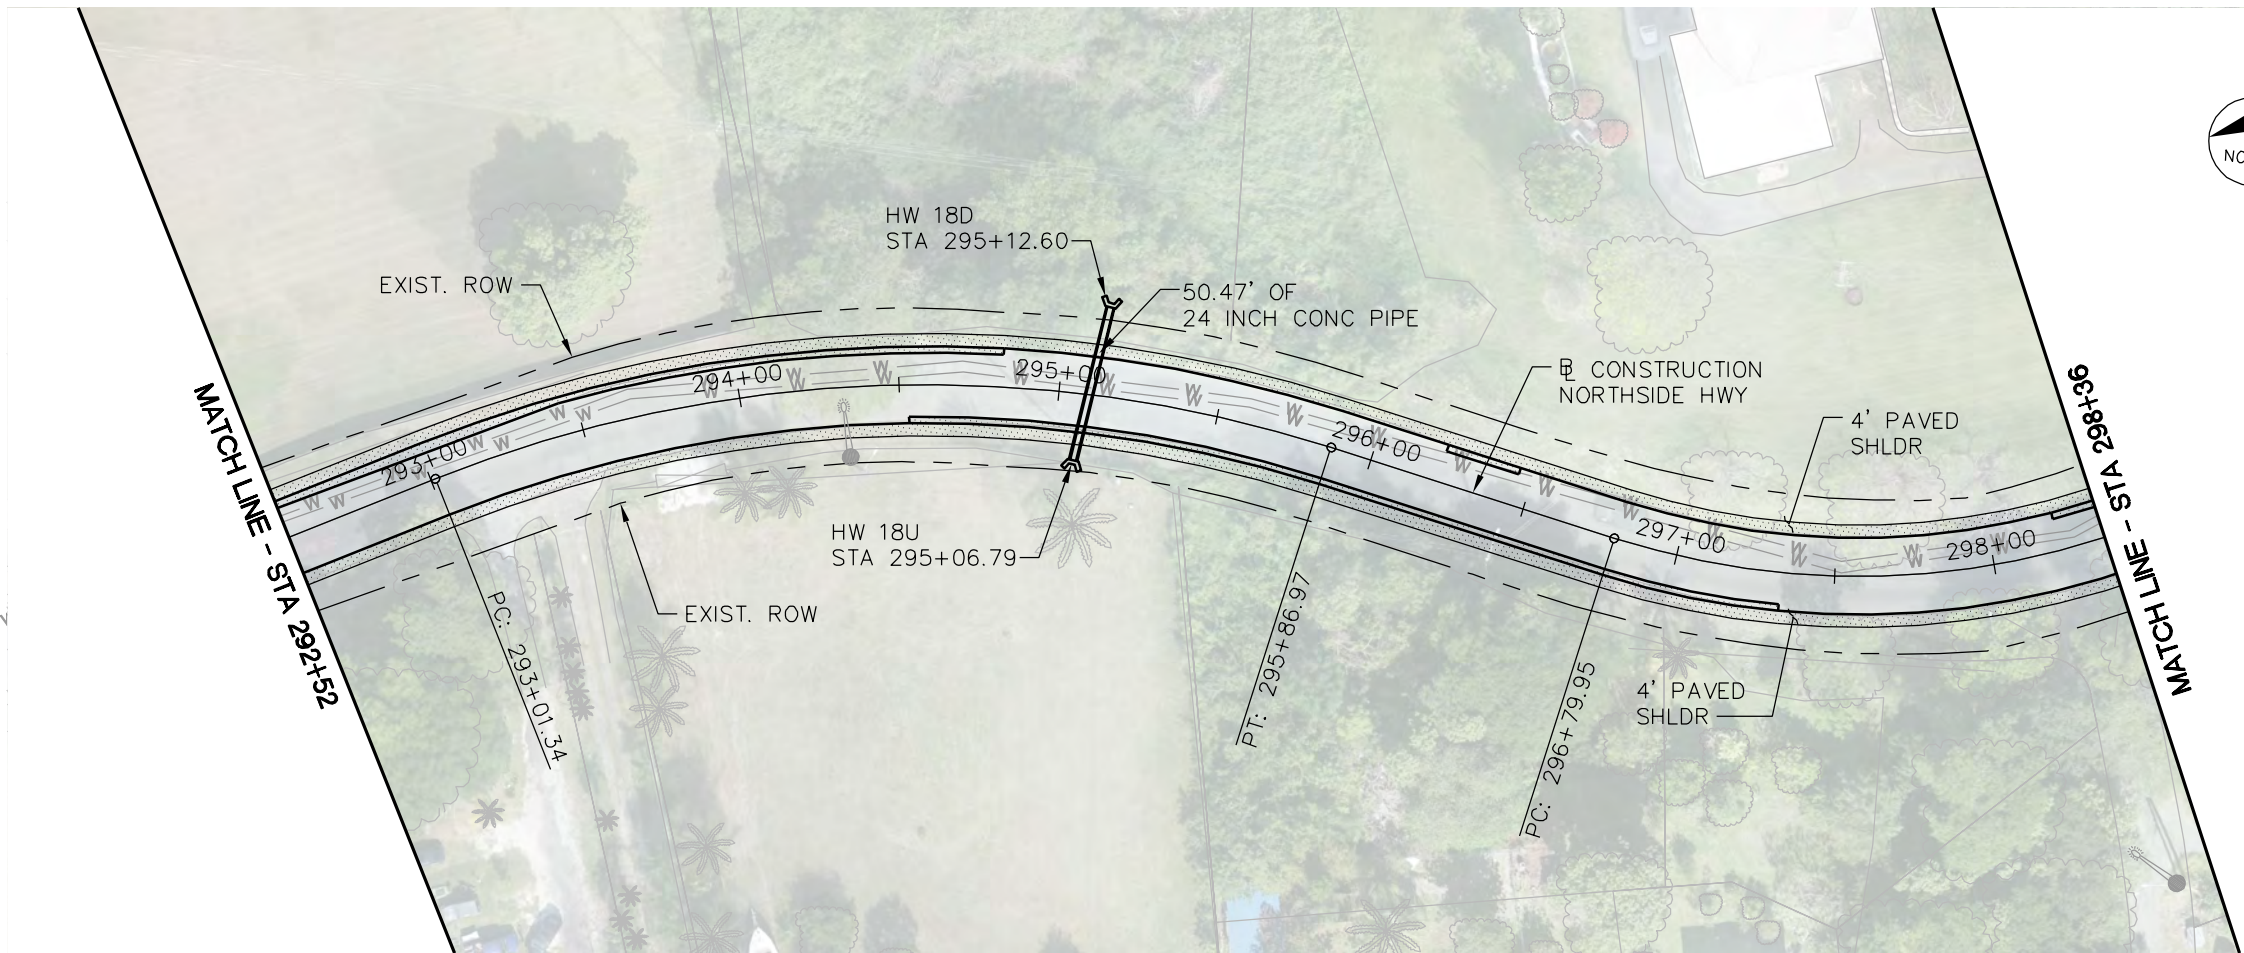 HW 18D
STA 295+12.60
EXIST. ROW
50.47' OF
24 INCH CONC PIPE
294+00
295+00
BL CONSTRUCTION
NORTHSIDE HWY
MATCH LINE - STA 292+52
293+00
296+00
4' PAVED
SHLDR
MATCH LINE - STA 298+36
W W W W W W W W W W W W W W W W W W W W W
HW 18U
STA 295+06.79
297+00
298+00
EXIST. ROW
PC: 293+01.34
PT: 295+86.97
PC: 296+79.95
4' PAVED
SHLDR